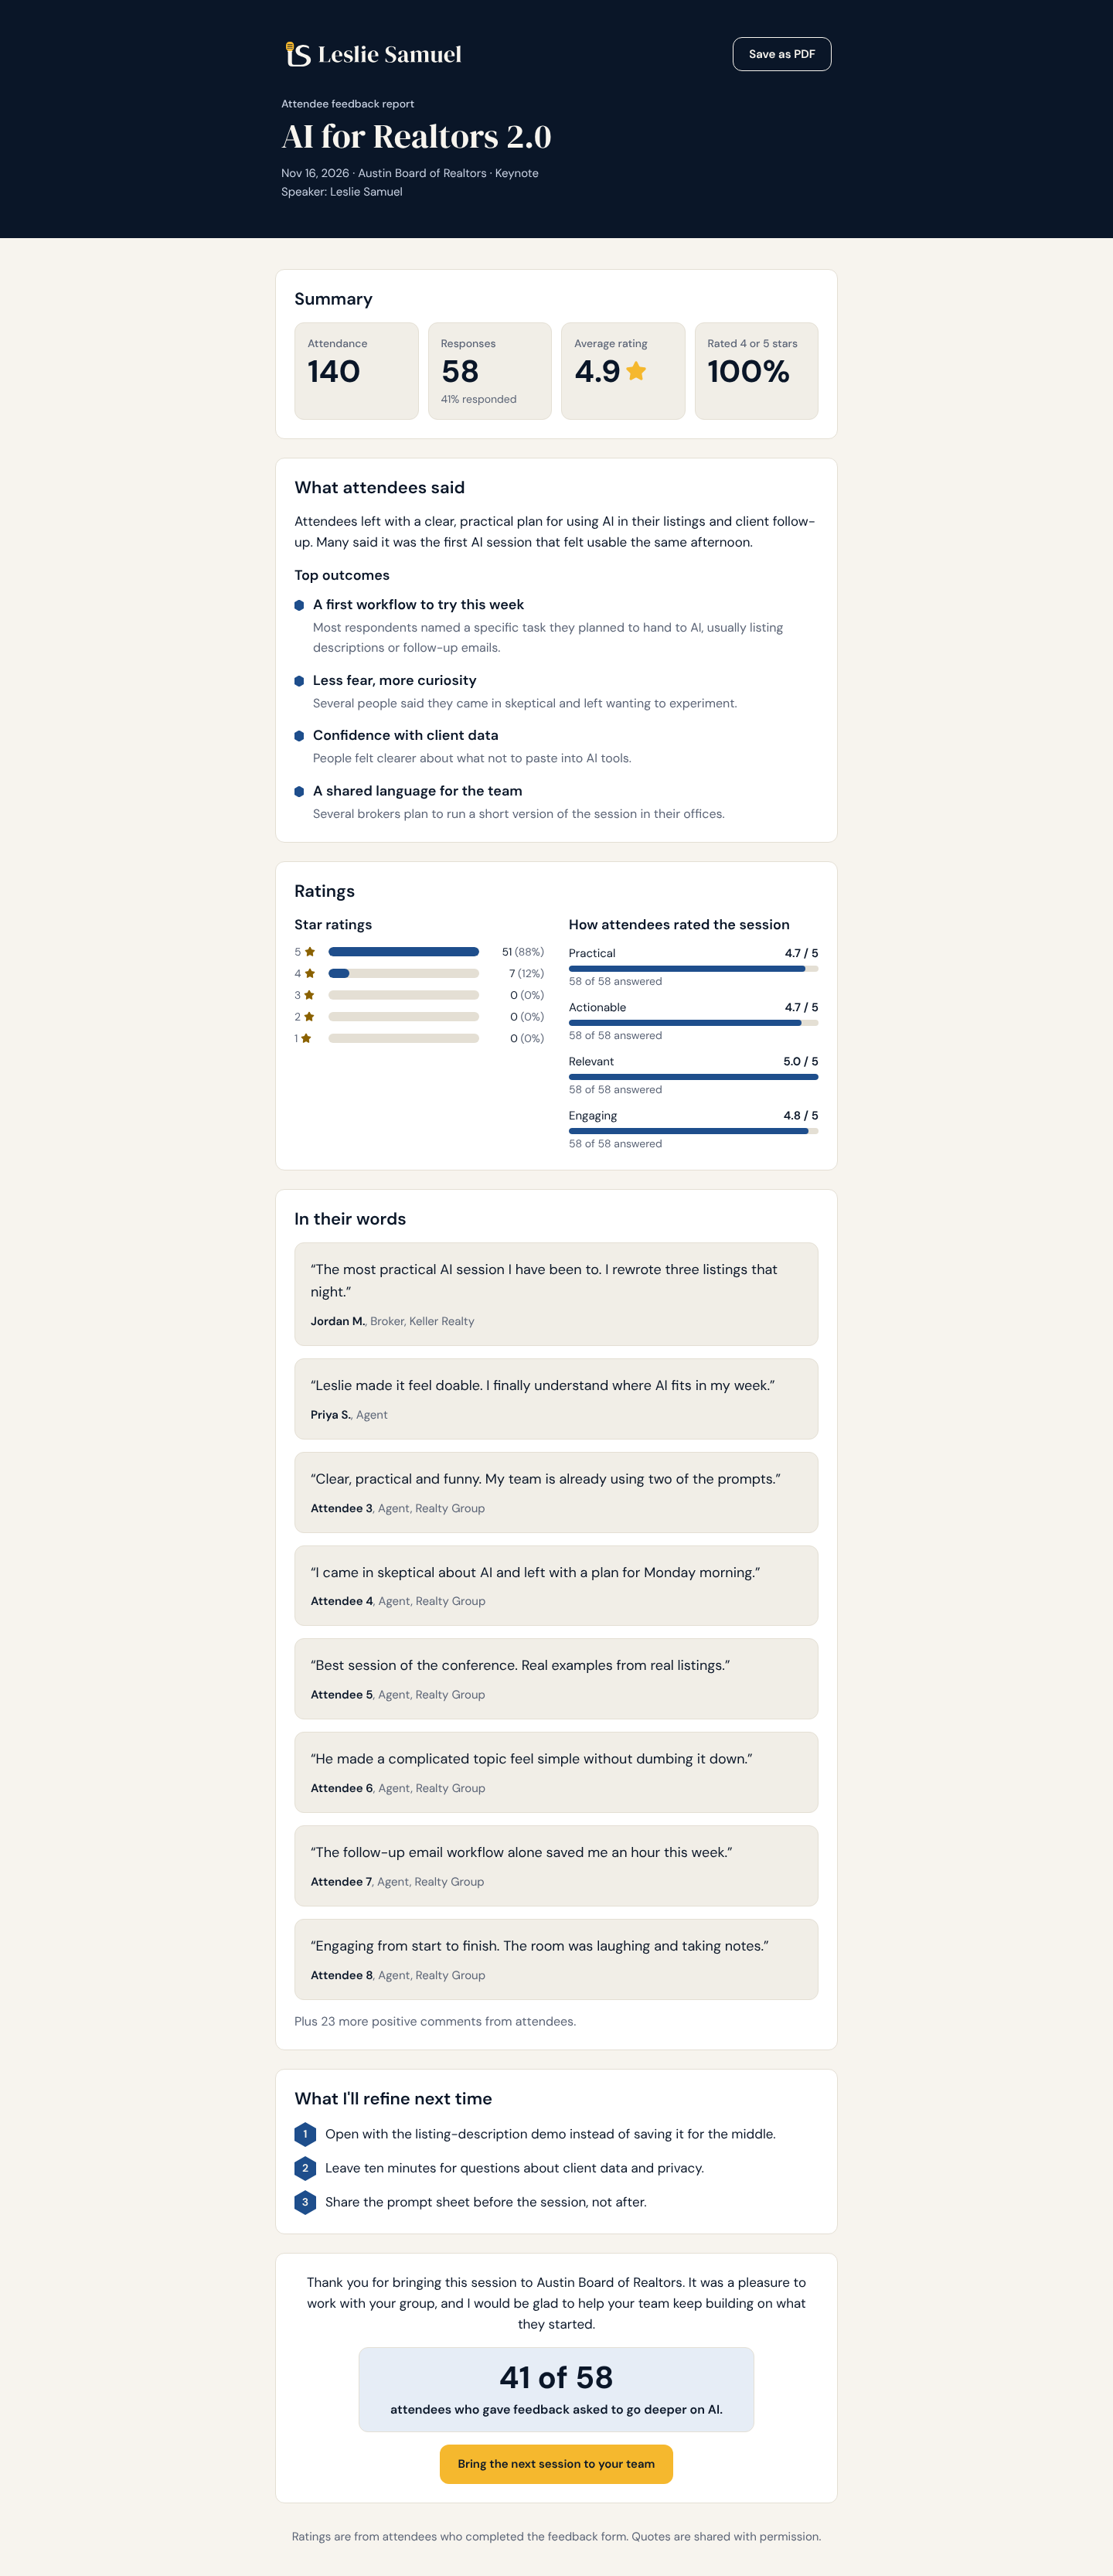 LS Leslie Samuel
Save as PDF
Attendee feedback report
AI for Realtors 2.0
Nov 16, 2026 · Austin Board of Realtors · Keynote
Speaker: Leslie Samuel
Summary
Attendance
140
Responses
58
41% responded
Average rating
4.9
Rated 4 or 5 stars
100%
What attendees said
Attendees left with a clear, practical plan for using AI in their listings and client follow-
up. Many said it was the first AI session that felt usable the same afternoon.
Top outcomes
A first workflow to try this week
Most respondents named a specific task they planned to hand to AI, usually listing
descriptions or follow-up emails.
Less fear, more curiosity
Several people said they came in skeptical and left wanting to experiment.
Confidence with client data
People felt clearer about what not to paste into AI tools.
A shared language for the team
Several brokers plan to run a short version of the session in their offices.
Ratings
Star ratings
5 51 (88%)
4 7 (12%)
3 0 (0%)
2 0 (0%)
1 0 (0%)
How attendees rated the session
Practical 4.7 / 5
58 of 58 answered
Actionable 4.7 / 5
58 of 58 answered
Relevant 5.0 / 5
58 of 58 answered
Engaging 4.8 / 5
58 of 58 answered
In their words
“The most practical AI session I have been to. I rewrote three listings that
night.”
Jordan M., Broker, Keller Realty
“Leslie made it feel doable. I finally understand where AI fits in my week.”
Priya S., Agent
“Clear, practical and funny. My team is already using two of the prompts.”
Attendee 3, Agent, Realty Group
“I came in skeptical about AI and left with a plan for Monday morning.”
Attendee 4, Agent, Realty Group
“Best session of the conference. Real examples from real listings.”
Attendee 5, Agent, Realty Group
“He made a complicated topic feel simple without dumbing it down.”
Attendee 6, Agent, Realty Group
“The follow-up email workflow alone saved me an hour this week.”
Attendee 7, Agent, Realty Group
“Engaging from start to finish. The room was laughing and taking notes.”
Attendee 8, Agent, Realty Group
Plus 23 more positive comments from attendees.
What I'll refine next time
1 Open with the listing-description demo instead of saving it for the middle.
2 Leave ten minutes for questions about client data and privacy.
3 Share the prompt sheet before the session, not after.
Thank you for bringing this session to Austin Board of Realtors. It was a pleasure to
work with your group, and I would be glad to help your team keep building on what
they started.
41 of 58
attendees who gave feedback asked to go deeper on AI.
Bring the next session to your team
Ratings are from attendees who completed the feedback form. Quotes are shared with permission.